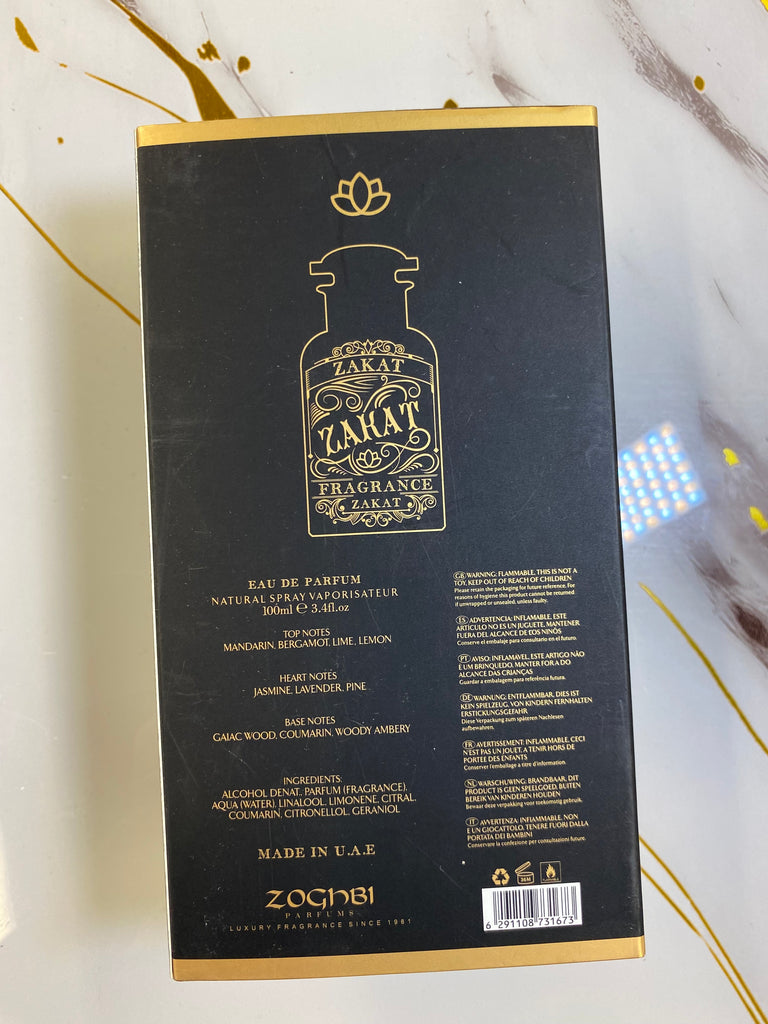 ZAKAT
ZAKAT
FRAGRANCE
ZAKAT
EAU DE PARFUM
NATURAL SPRAY VAPORISATEUR
100ml ℮ 3.4fl.oz
TOP NOTES
MANDARIN, BERGAMOT, LIME, LEMON
HEART NOTES
JASMINE, LAVENDER, PINE
BASE NOTES
GAIAC WOOD, COUMARIN, WOODY AMBERY
INGREDIENTS:
ALCOHOL DENAT., PARFUM (FRAGRANCE),
AQUA (WATER), LINALOOL, LIMONENE, CITRAL,
COUMARIN, CITRONELLOL, GERANIOL
MADE IN U.A.E
ZOGHBI
PARFUMS
LUXURY FRAGRANCE SINCE 1981
GB WARNING: FLAMMABLE, THIS IS NOT A
TOY, KEEP OUT OF REACH OF CHILDREN
Please retain the packaging for future reference. For
reasons of hygiene this product cannot be returned
if unwrapped or unsealed, unless faulty.
ES ADVERTENCIA: INFLAMABLE, ESTE
ARTICULO NO ES UN JUGUETE, MANTENER
FUERA DEL ALCANCE DE EOS NINÕS
Conserve el embalaje para consultario en el futuro.
PT AVISO: INFLAMAVEL, ESTE ARTIGO NÃO
E UM BRINQUEDO, MANTER FOR A DO
ALCANCE DAS CRIANÇAS
Guardar a embalagem para referência futura.
DE WARNUNG: ENTFLAMMBAR, DIES IST
KEIN SPIELZEUG. VON KINDERN FERNHALTEN
ERSTICKUNGSGEFAHR
Diese Verpackung zum späteren Nachlesen
aufbewahren.
FR AVERTISSEMENT: INFLAMMABLE, CECI
N'EST PAS UN JOUET, A TENIR HORS DE
PORTEE DES ENFANTS
Conserver l'emballage a titre d'information
NL WARSCHUWING: BRANDBAAR, DIT
PRODUCT IS GEEN SPEELGOED, BUITEN
BEREIK VAN KINDEREN HOUDEN
Bewaar deze verpakking voor toekomstig gebruik.
IT AVVERTENZA: INFIAMMABLE, NON
E UN GIOCATTOLO, TENERE FUORI DALLA
PORTATA DEI BAMBINI
Conservare la confezione per consultazioni future.
36M
6 291108 731673